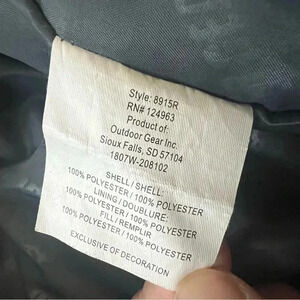 Style: 8915R
RN# 124963
Product of:
Outdoor Gear Inc.
Sioux Falls, SD 57104
1807W-208102
SHELL / SHELL:
100% POLYESTER / 100% POLYESTER
LINING / DOUBLURE:
100% POLYESTER / 100% POLYESTER
FILL / REMPLIR
100% POLYESTER / 100% POLYESTER
EXCLUSIVE OF DECORATION